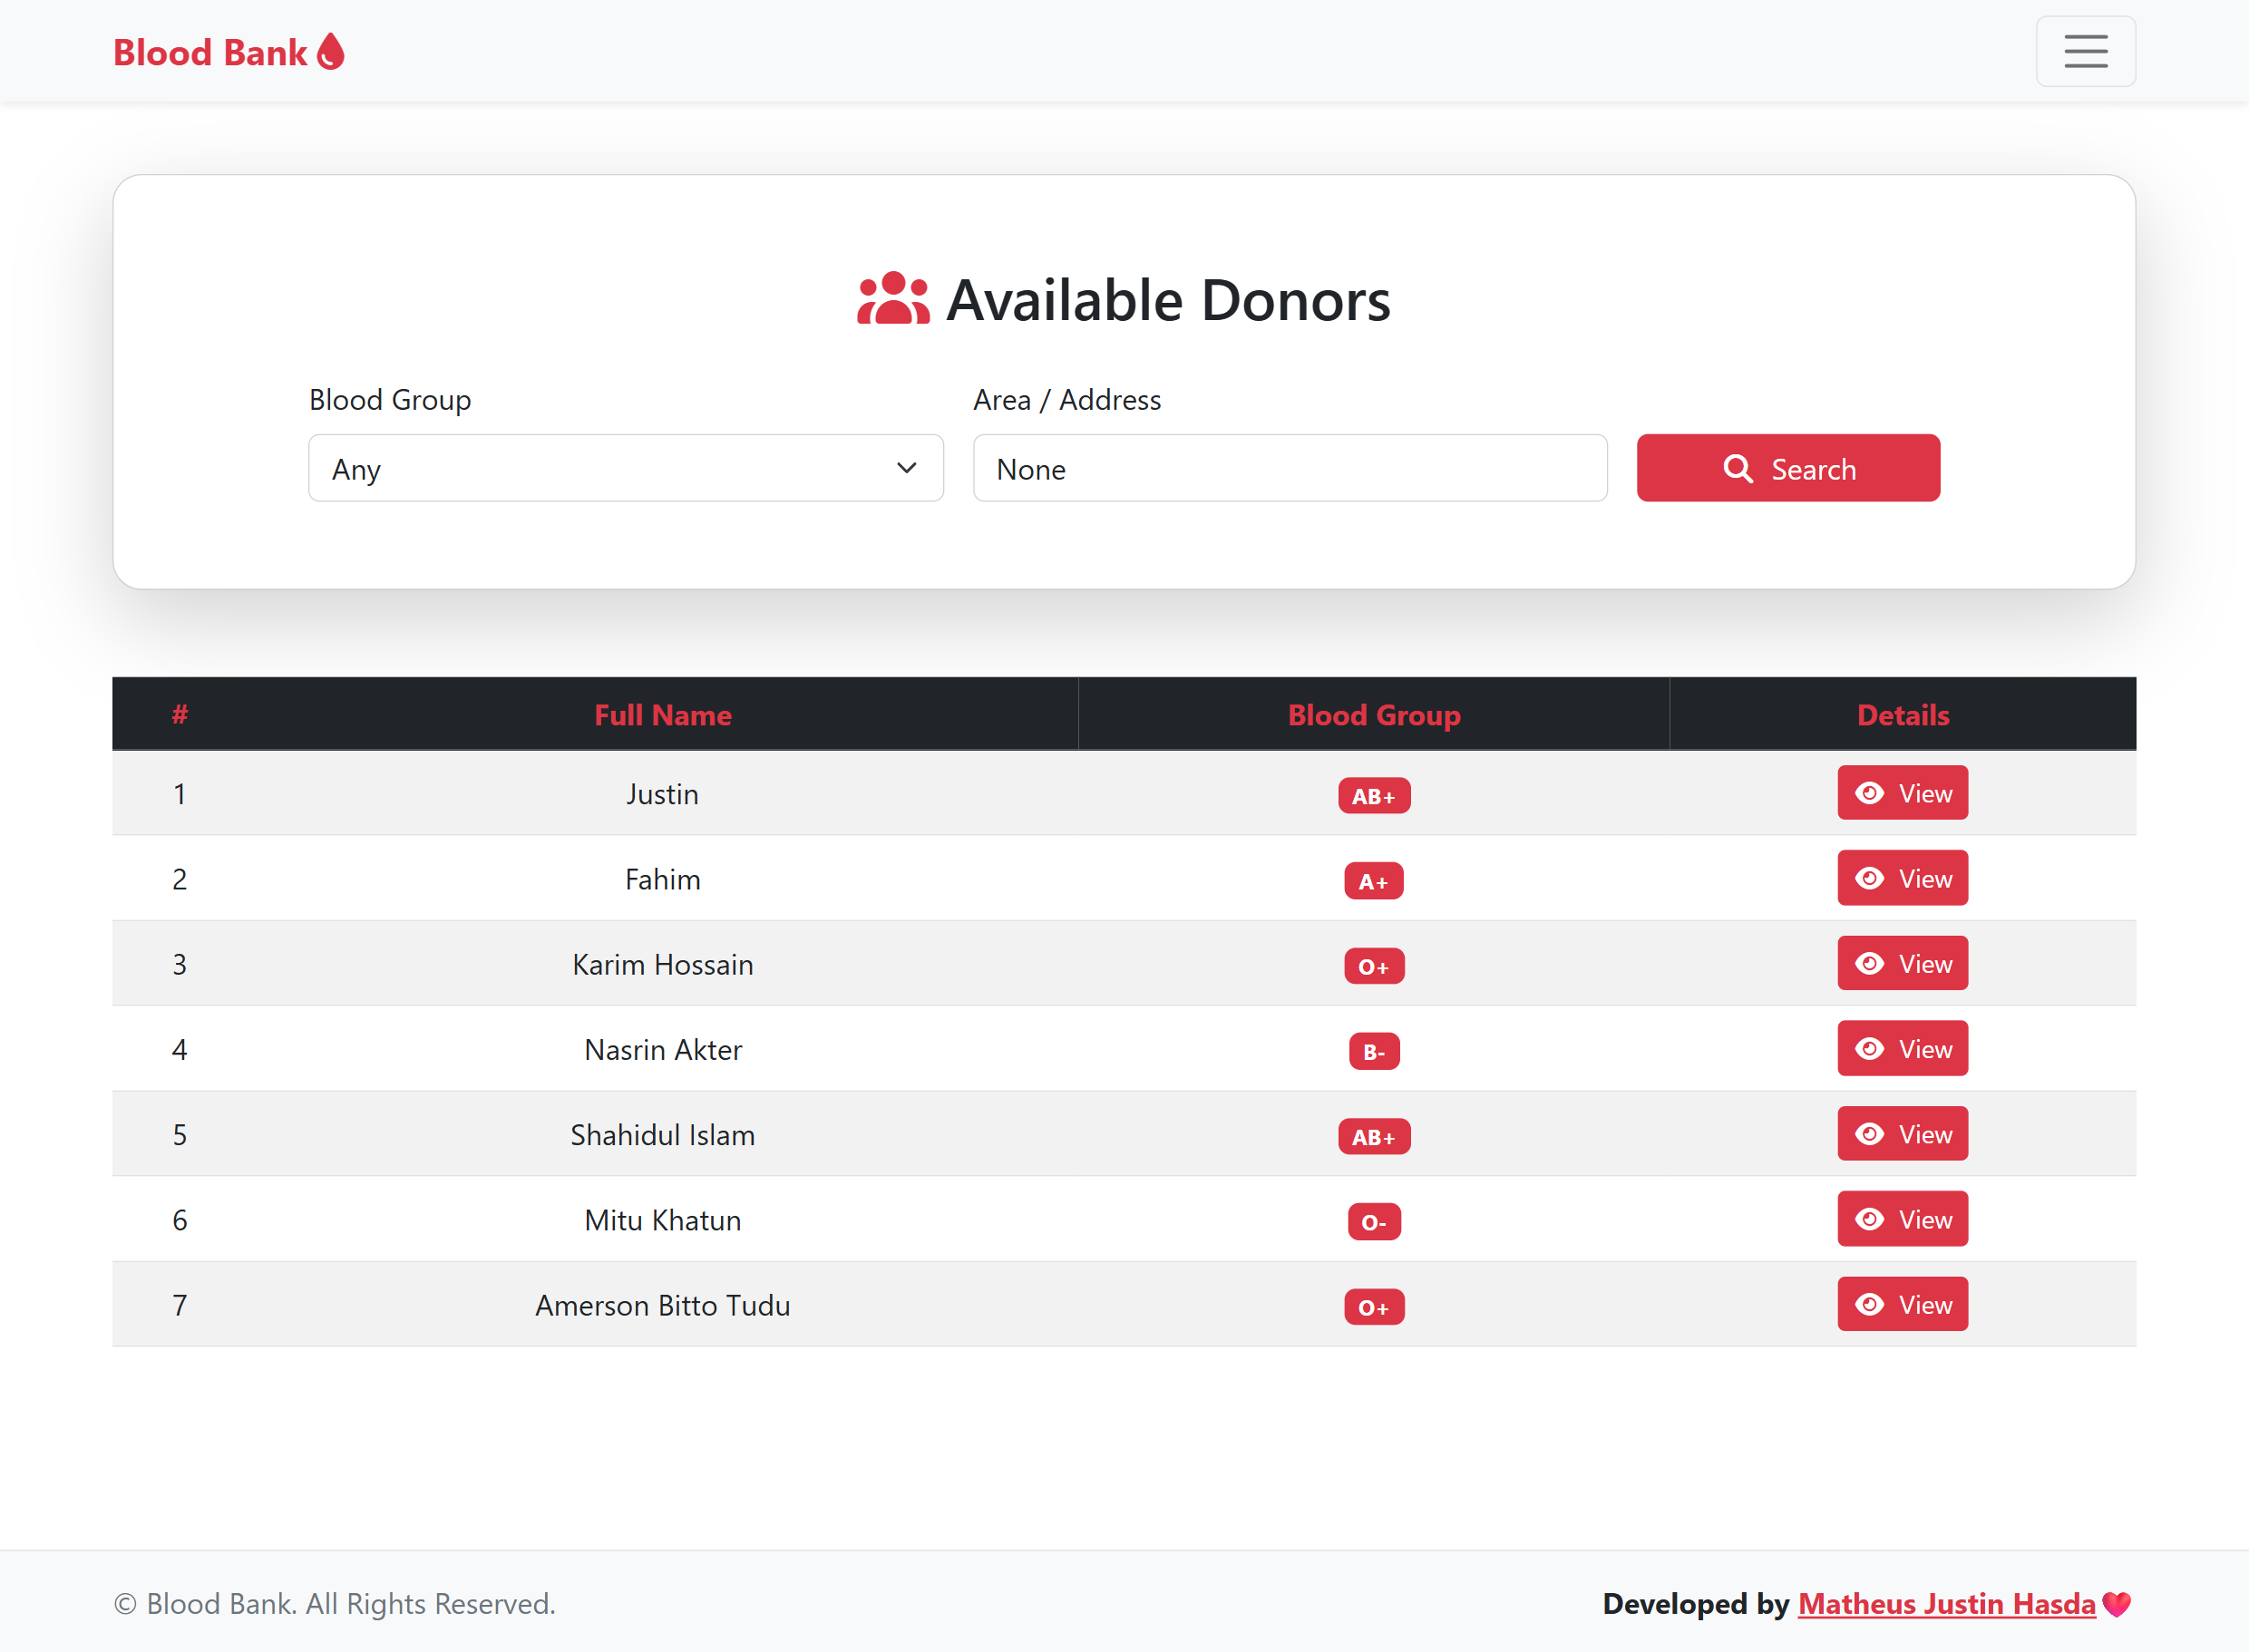 Blood Bank
Available Donors
Blood Group
Area / Address
Any
None
Search
# Full Name Blood Group Details
1 Justin AB+ View
2 Fahim A+ View
3 Karim Hossain O+ View
4 Nasrin Akter B- View
5 Shahidul Islam AB+ View
6 Mitu Khatun O- View
7 Amerson Bitto Tudu O+ View
© Blood Bank. All Rights Reserved.
Developed by Matheus Justin Hasda